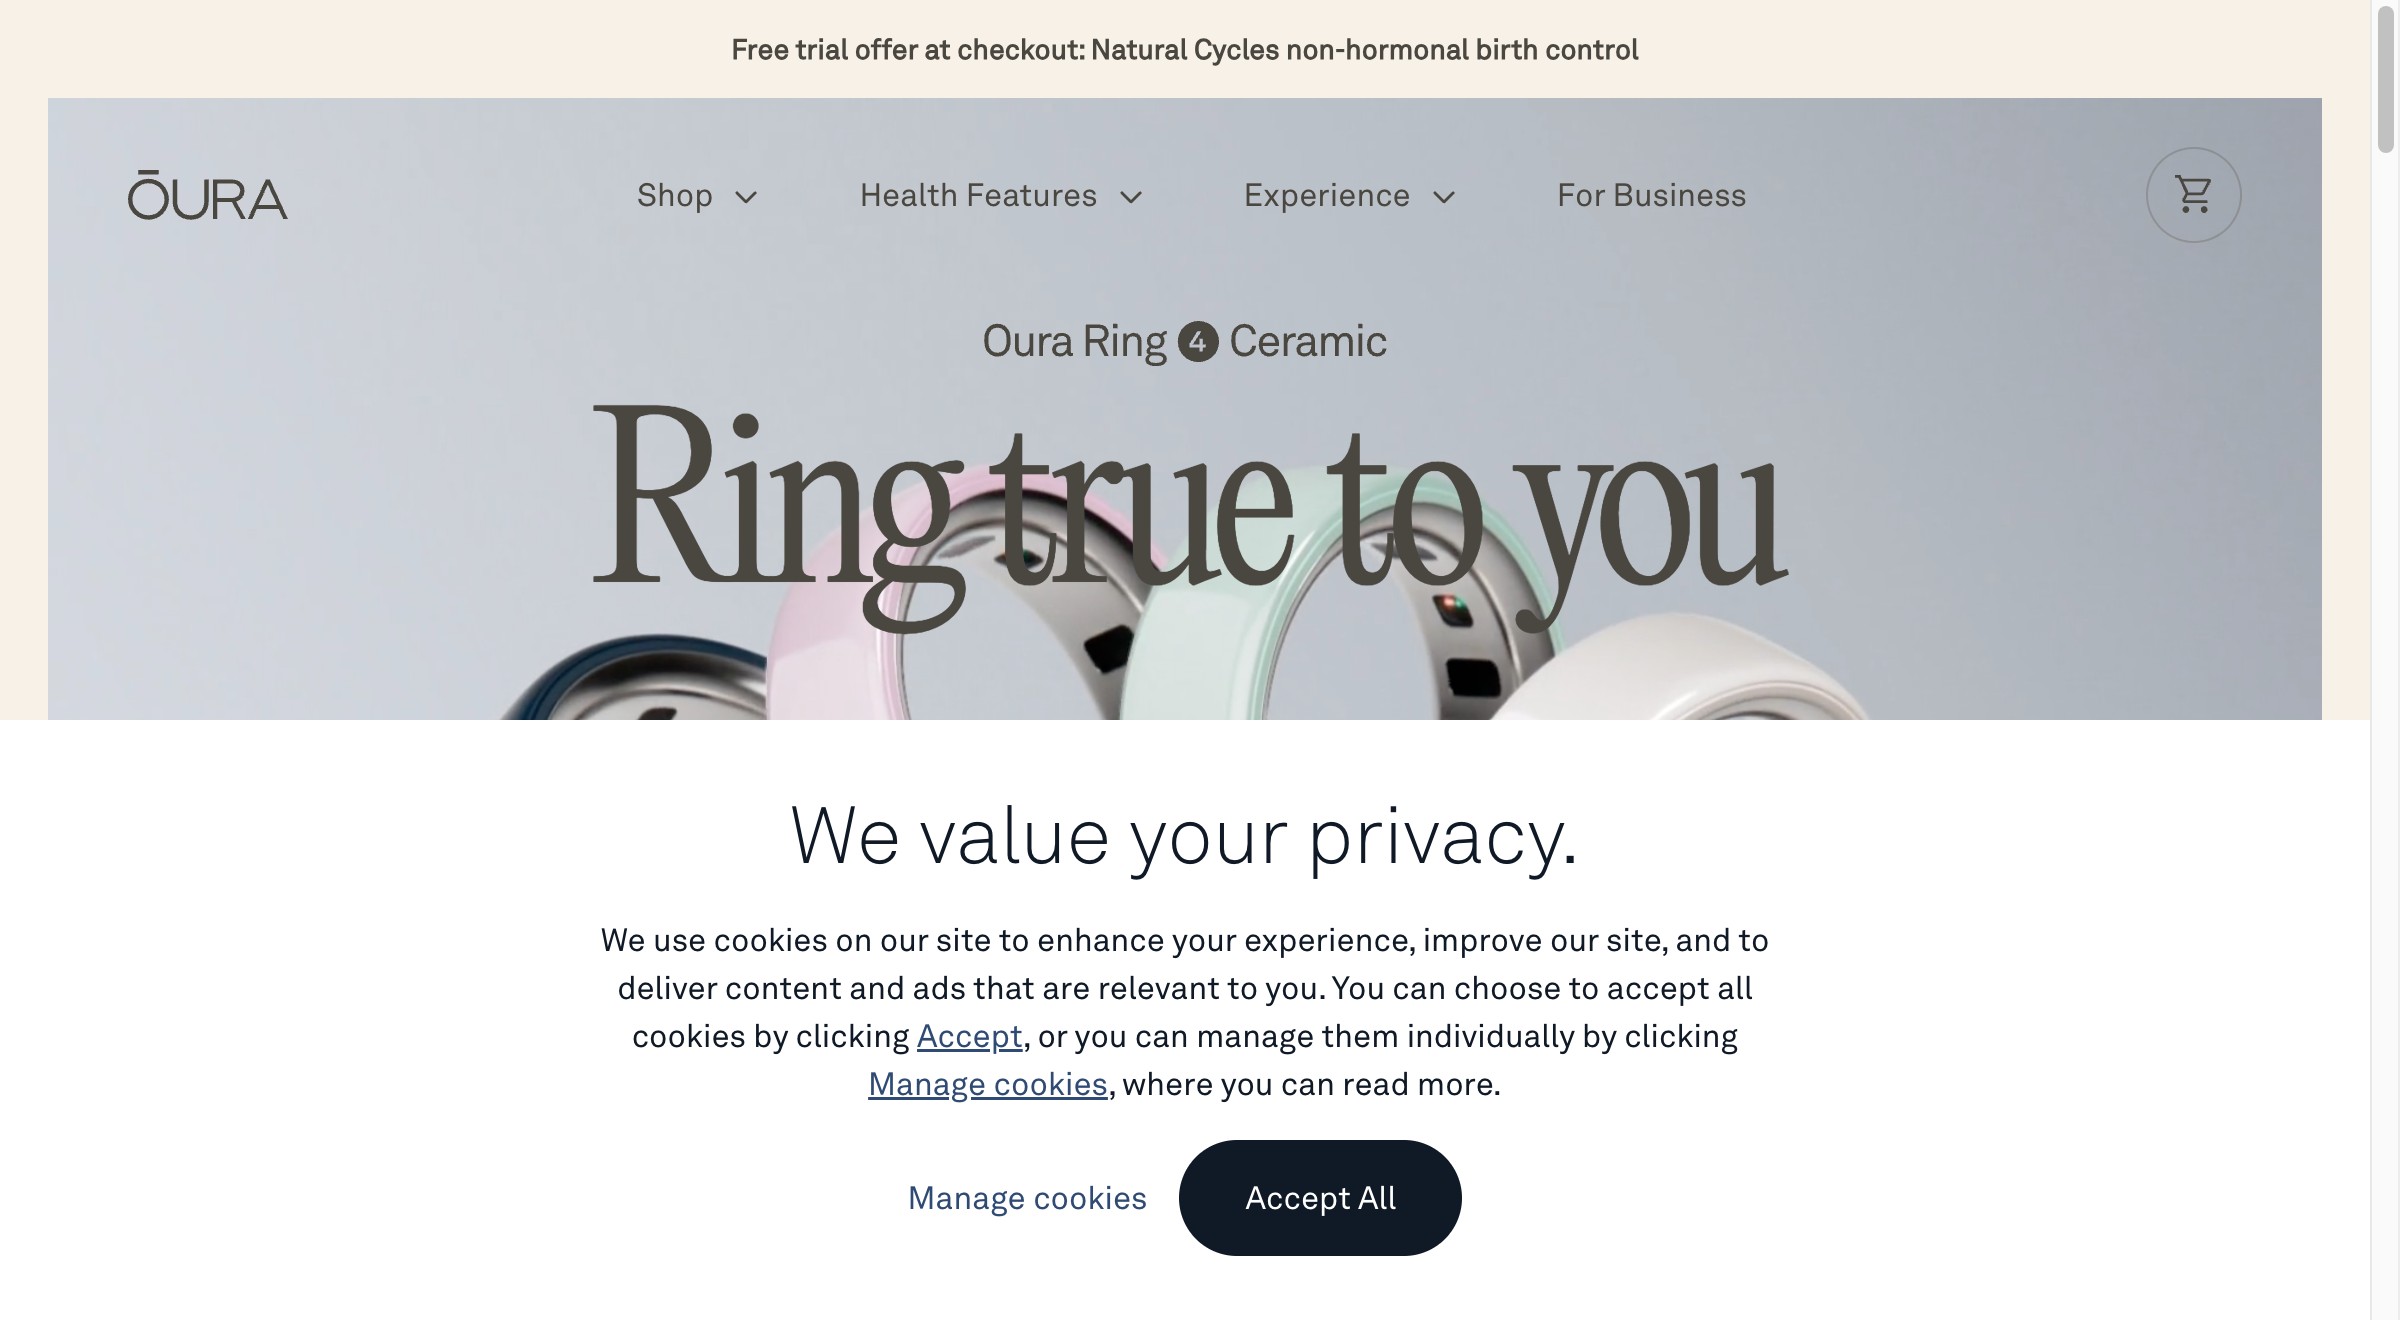 Free trial offer at checkout: Natural Cycles non-hormonal birth control
ŌURA
Shop
Health Features
Experience
For Business
Oura Ring 4 Ceramic
Ring true to you
We value your privacy.
We use cookies on our site to enhance your experience, improve our site, and to
deliver content and ads that are relevant to you. You can choose to accept all
cookies by clicking Accept, or you can manage them individually by clicking
Manage cookies, where you can read more.
Manage cookies
Accept All